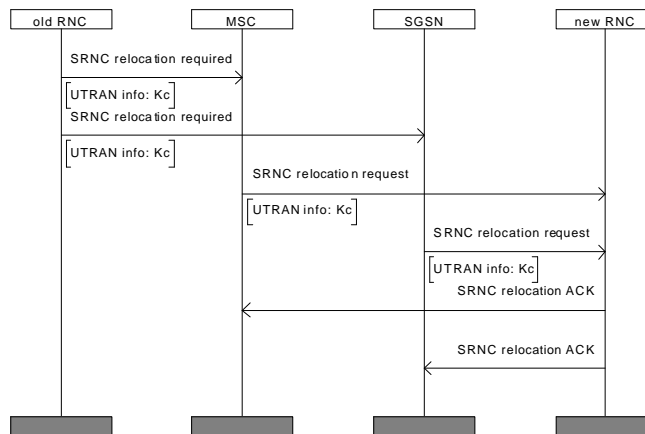 old RNC MSC SGSN new RNC
SRNC relocation required
[UTRAN info: Kc]
SRNC relocation required
[UTRAN info: Kc]
SRNC relocation request
[UTRAN info: Kc]
SRNC relocation request
[UTRAN info: Kc]
SRNC relocation ACK
SRNC relocation ACK